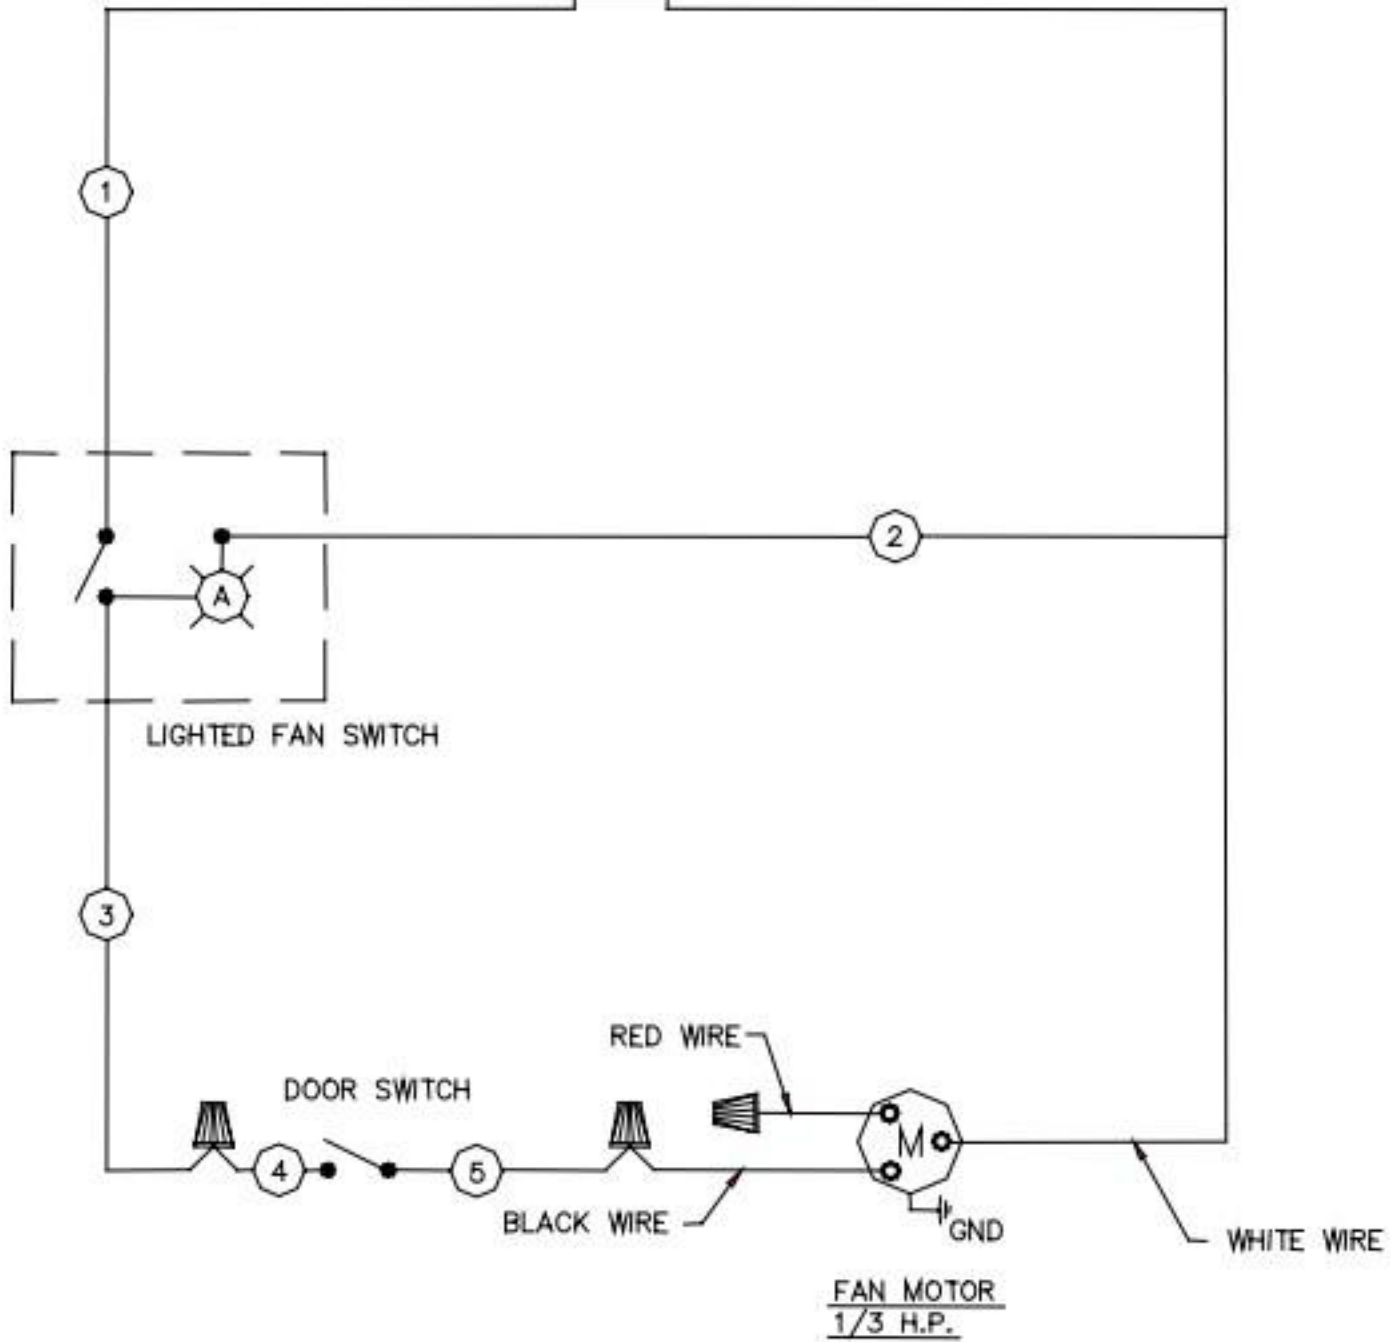 1
2
A
LIGHTED FAN SWITCH
3
RED WIRE
DOOR SWITCH
M
4
5
BLACK WIRE
GND
WHITE WIRE
FAN MOTOR
1/3 H.P.